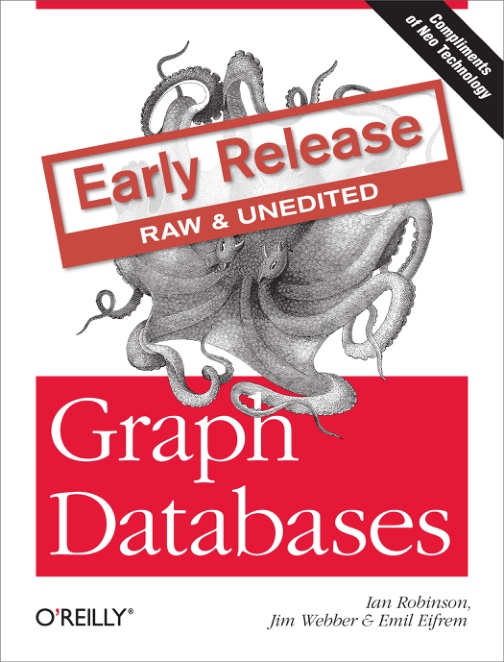 Compliments
of Neo Technology
Early Release
RAW & UNEDITED
Graph
Databases
Ian Robinson,
Jim Webber & Emil Eifrem
O'REILLY®